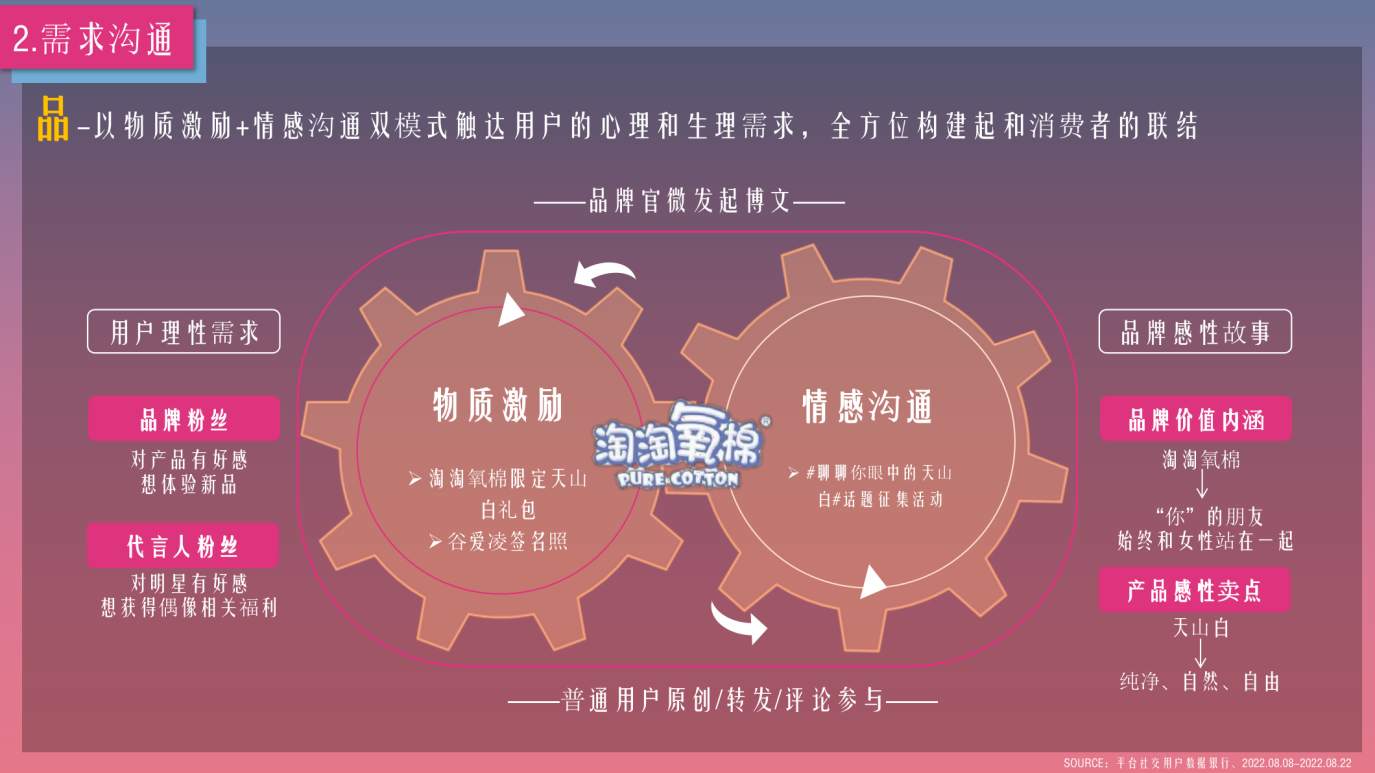 2.需求沟通
品-以物质激励+情感沟通双模式触达用户的心理和生理需求，全方位构建起和消费者的联结
——品牌官微发起博文——
用户理性需求
品牌粉丝
对产品有好感
想体验新品
代言人粉丝
对明星有好感
想获得偶像相关福利
物质激励
➢ 淘淘氧棉限定天山
白礼包
➢ 谷爱凌签名照
淘淘氧棉®
PURE·COTTON
情感沟通
➢ #聊聊你眼中的天山
白#话题征集活动
品牌感性故事
品牌价值内涵
淘淘氧棉
“你”的朋友
始终和女性站在一起
产品感性卖点
天山白
纯净、自然、自由
——普通用户原创/转发/评论参与——
SOURCE：平台社交用户数据银行、2022.08.08-2022.08.22